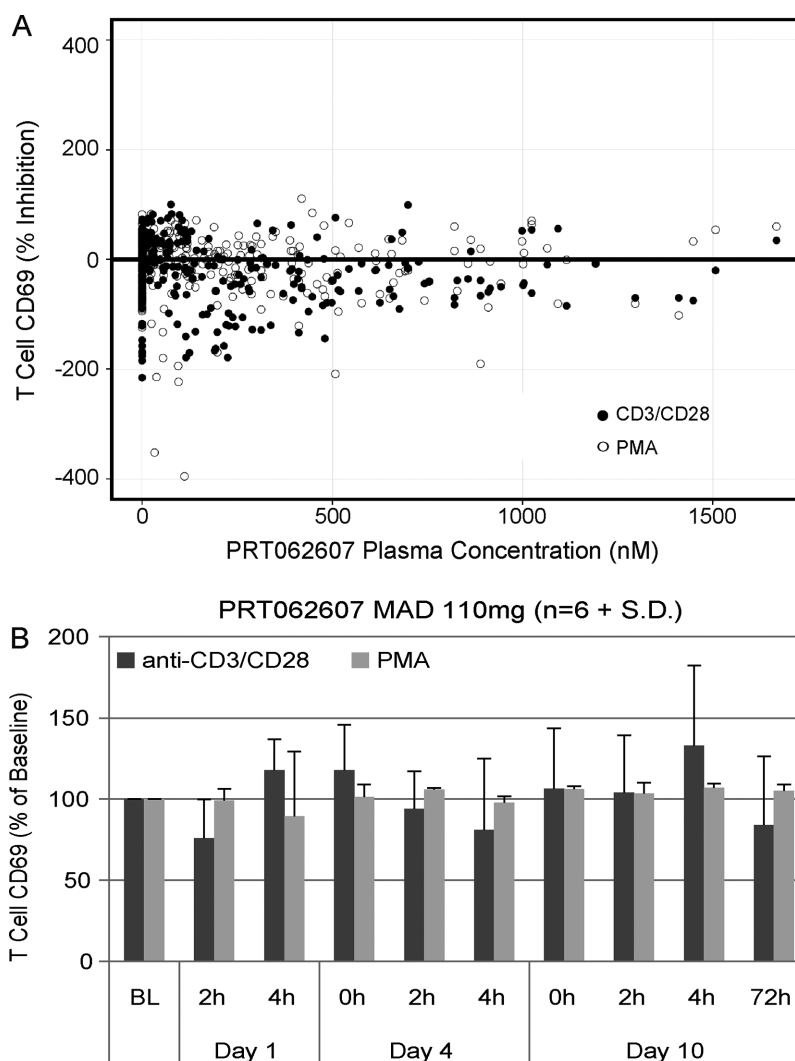 A
T Cell CD69 (% Inhibition)
400
200
0
-200
-400
CD3/CD28
PMA
0 500 1000 1500
PRT062607 Plasma Concentration (nM)
PRT062607 MAD 110mg (n=6 + S.D.)
B
T Cell CD69 (% of Baseline)
200
150
100
50
0
anti-CD3/CD28 PMA
BL 2h 4h 0h 2h 4h 0h 2h 4h 72h
Day 1 Day 4 Day 10